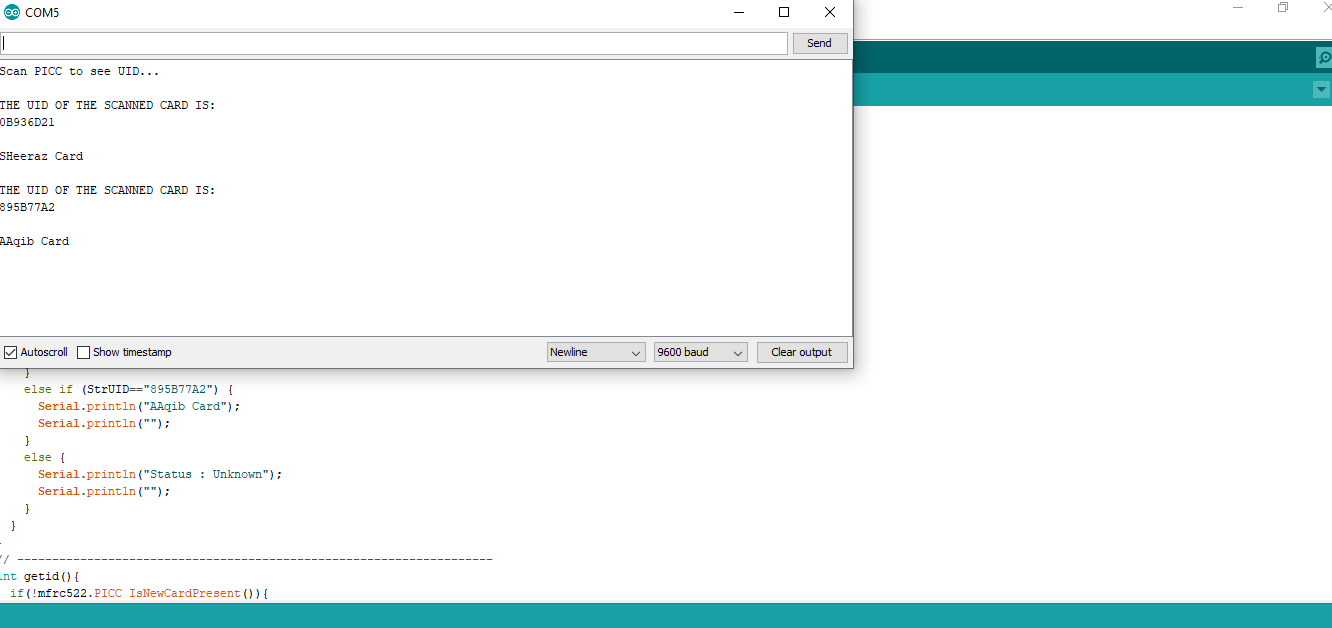 COM5
Send
Scan PICC to see UID...
THE UID OF THE SCANNED CARD IS:
0B936D21
SHeeraz Card
THE UID OF THE SCANNED CARD IS:
895B77A2
AAqib Card
Autoscroll Show timestamp Newline 9600 baud Clear output
}
else if (StrUID=="895B77A2") {
Serial.println("AAqib Card");
Serial.println("");
}
else {
Serial.println("Status : Unknown");
Serial.println("");
}
}
// --------------------------------------------------------------------
int getid(){
if(!mfrc522.PICC_IsNewCardPresent()){